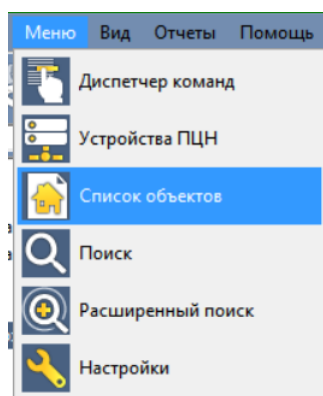 Меню Вид Отчеты Помощь
Диспетчер команд
Устройства ПЦН
Список объектов
Поиск
Расширенный поиск
Настройки